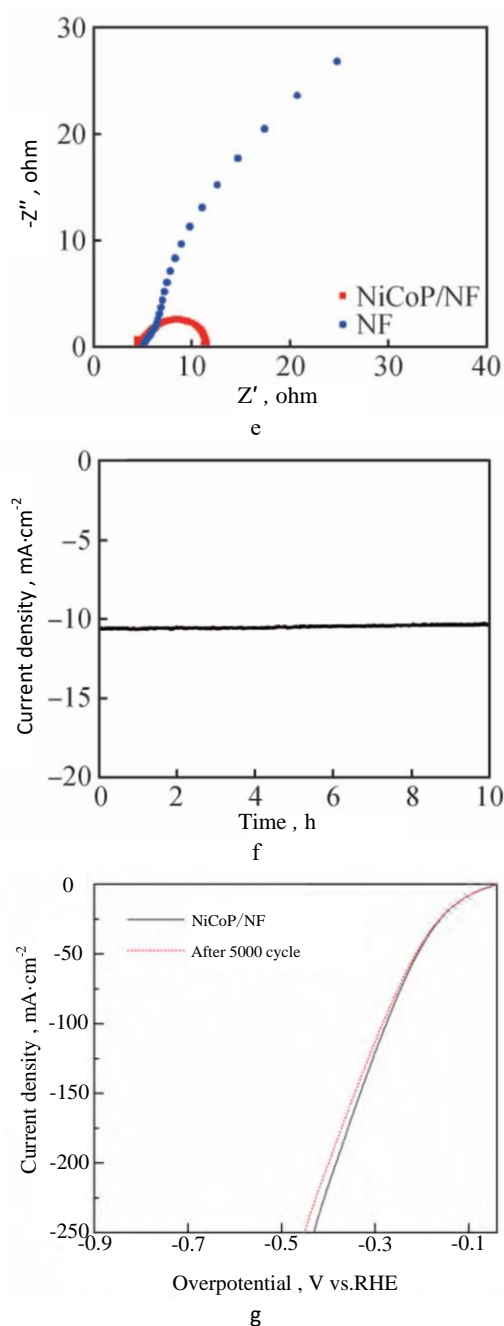 30
20
10
0
-Z″ , ohm
NiCoP/NF
NF
0 10 20 30 40
Z′ , ohm
e
0
−5
−10
−15
−20
Current density , mA·cm⁻²
0 2 4 6 8 10
Time , h
f
0
-50
-100
-150
-200
-250
Current density , mA·cm⁻²
NiCoP/NF
After 5000 cycle
-0.9 -0.7 -0.5 -0.3 -0.1
Overpotential , V vs.RHE
g